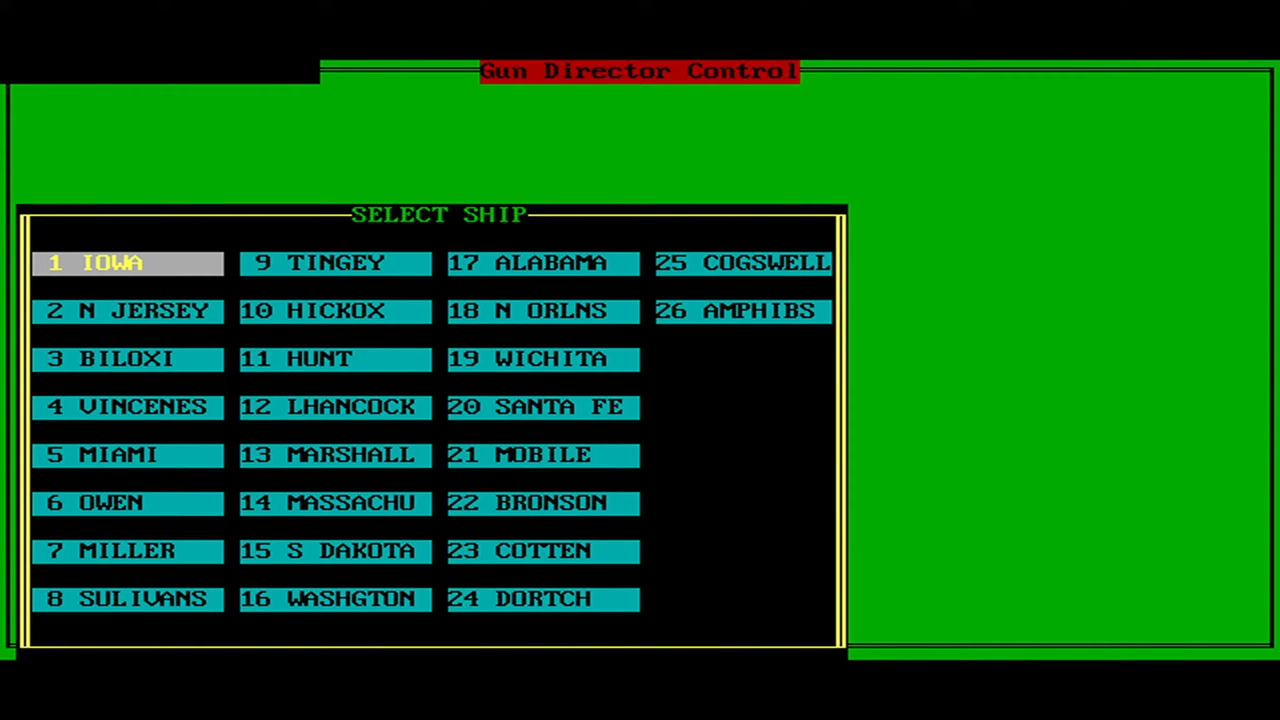 Gun Director Control
SELECT SHIP
1 IOWA 9 TINGEY 17 ALABAMA 25 COGSWELL
2 N JERSEY 10 HICKOX 18 N ORLNS 26 AMPHIBS
3 BILOXI 11 HUNT 19 WICHITA
4 VINCENES 12 LHANCOCK 20 SANTA FE
5 MIAMI 13 MARSHALL 21 MOBILE
6 OWEN 14 MASSACHU 22 BRONSON
7 MILLER 15 S DAKOTA 23 COTTEN
8 SULIVANS 16 WASHGTON 24 DORTCH